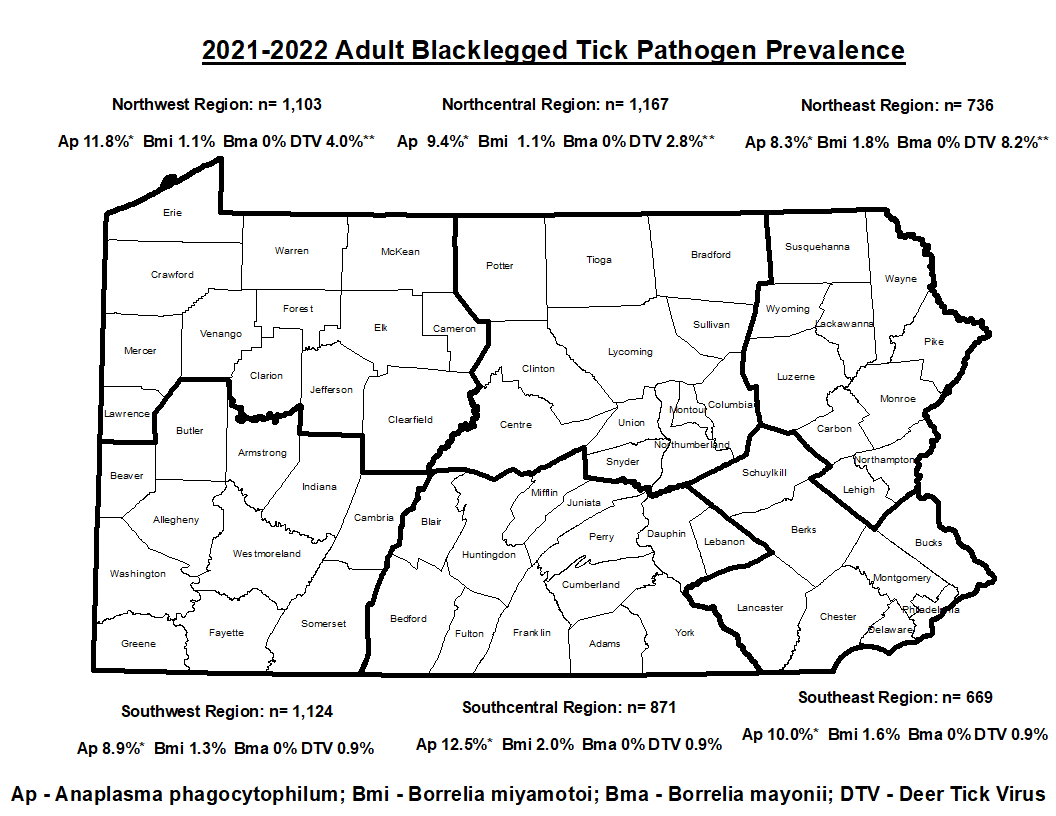 2021-2022 Adult Blacklegged Tick Pathogen Prevalence
Northwest Region: n= 1,103
Ap 11.8%* Bmi 1.1% Bma 0% DTV 4.0%**
Northcentral Region: n= 1,167
Ap 9.4%* Bmi 1.1% Bma 0% DTV 2.8%**
Northeast Region: n= 736
Ap 8.3%* Bmi 1.8% Bma 0% DTV 8.2%**
Erie
Warren
McKean
Crawford
Forest
Elk
Cameron
Venango
Mercer
Clarion
Jefferson
Lawrence
Clearfield
Potter
Tioga
Bradford
Sullivan
Lycoming
Clinton
Centre
Union
Montour
Columbia
Northumberland
Snyder
Susquehanna
Wayne
Wyoming
Lackawanna
Pike
Luzerne
Monroe
Carbon
Northampton
Lehigh
Butler
Armstrong
Beaver
Indiana
Allegheny
Cambria
Westmoreland
Washington
Somerset
Fayette
Greene
Blair
Mifflin
Juniata
Huntingdon
Perry
Dauphin
Lebanon
Cumberland
Bedford
Fulton
Franklin
Adams
York
Schuylkill
Berks
Bucks
Montgomery
Lancaster
Chester
Philadelphia
Delaware
Southwest Region: n= 1,124
Ap 8.9%* Bmi 1.3% Bma 0% DTV 0.9%
Southcentral Region: n= 871
Ap 12.5%* Bmi 2.0% Bma 0% DTV 0.9%
Southeast Region: n= 669
Ap 10.0%* Bmi 1.6% Bma 0% DTV 0.9%
Ap - Anaplasma phagocytophilum; Bmi - Borrelia miyamotoi; Bma - Borrelia mayonii; DTV - Deer Tick Virus